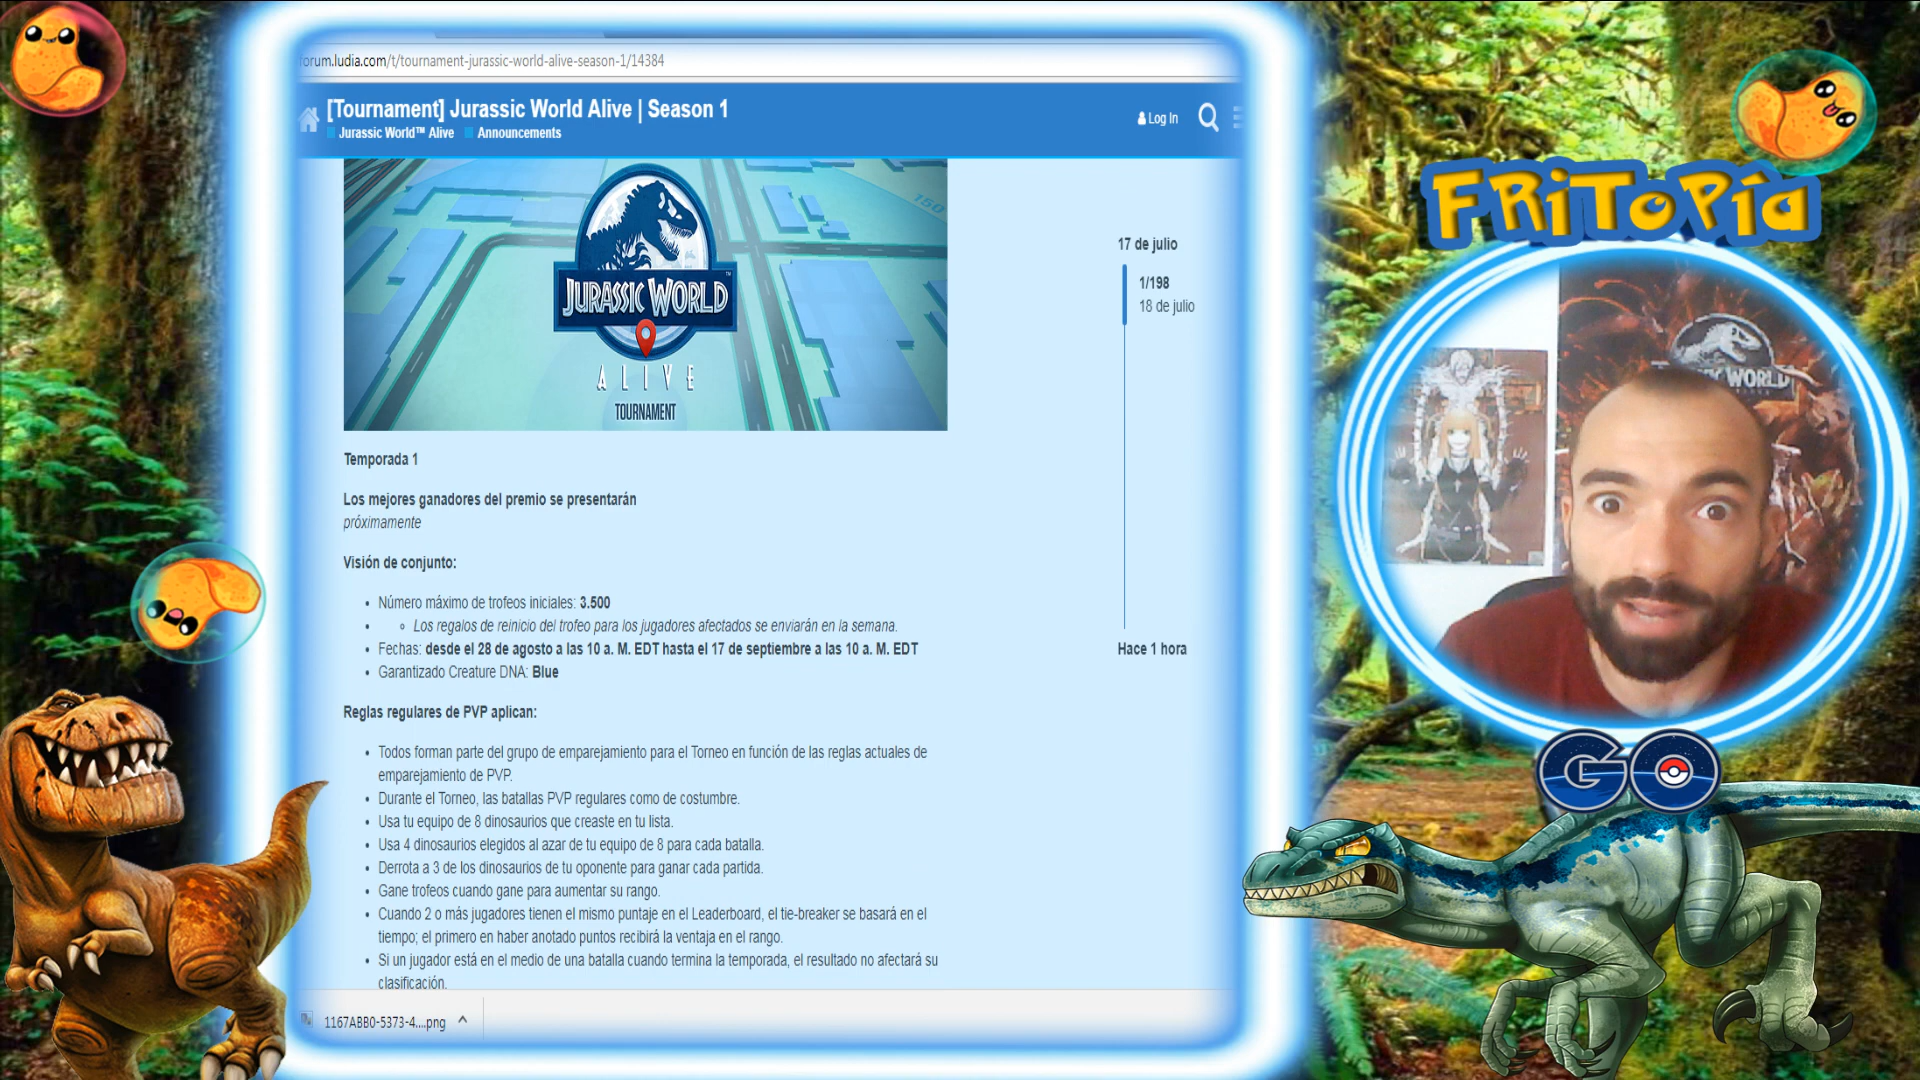 forum.ludia.com/t/tournament-jurassic-world-alive-season-1/14384
[Tournament] Jurassic World Alive | Season 1
Jurassic World™ Alive Announcements
Log In
150
JURASSIC WORLD™
ALIVE
TOURNAMENT
17 de julio
1/198
18 de julio
Hace 1 hora
Temporada 1
Los mejores ganadores del premio se presentarán
próximamente
Visión de conjunto:
Número máximo de trofeos iniciales: 3.500
Los regalos de reinicio del trofeo para los jugadores afectados se enviarán en la semana.
Fechas: desde el 28 de agosto a las 10 a. M. EDT hasta el 17 de septiembre a las 10 a. M. EDT
Garantizado Creature DNA: Blue
Reglas regulares de PVP aplican:
Todos forman parte del grupo de emparejamiento para el Torneo en función de las reglas actuales de
emparejamiento de PVP.
Durante el Torneo, las batallas PVP regulares como de costumbre.
Usa tu equipo de 8 dinosaurios que creaste en tu lista.
Usa 4 dinosaurios elegidos al azar de tu equipo de 8 para cada batalla.
Derrota a 3 de los dinosaurios de tu oponente para ganar cada partida.
Gane trofeos cuando gane para aumentar su rango.
Cuando 2 o más jugadores tienen el mismo puntaje en el Leaderboard, el tie-breaker se basará en el
tiempo; el primero en haber anotado puntos recibirá la ventaja en el rango.
Si un jugador está en el medio de una batalla cuando termina la temporada, el resultado no afectará su
clasificación.
1167ABB0-5373-4....png
FRiToPía
WORLD
GO